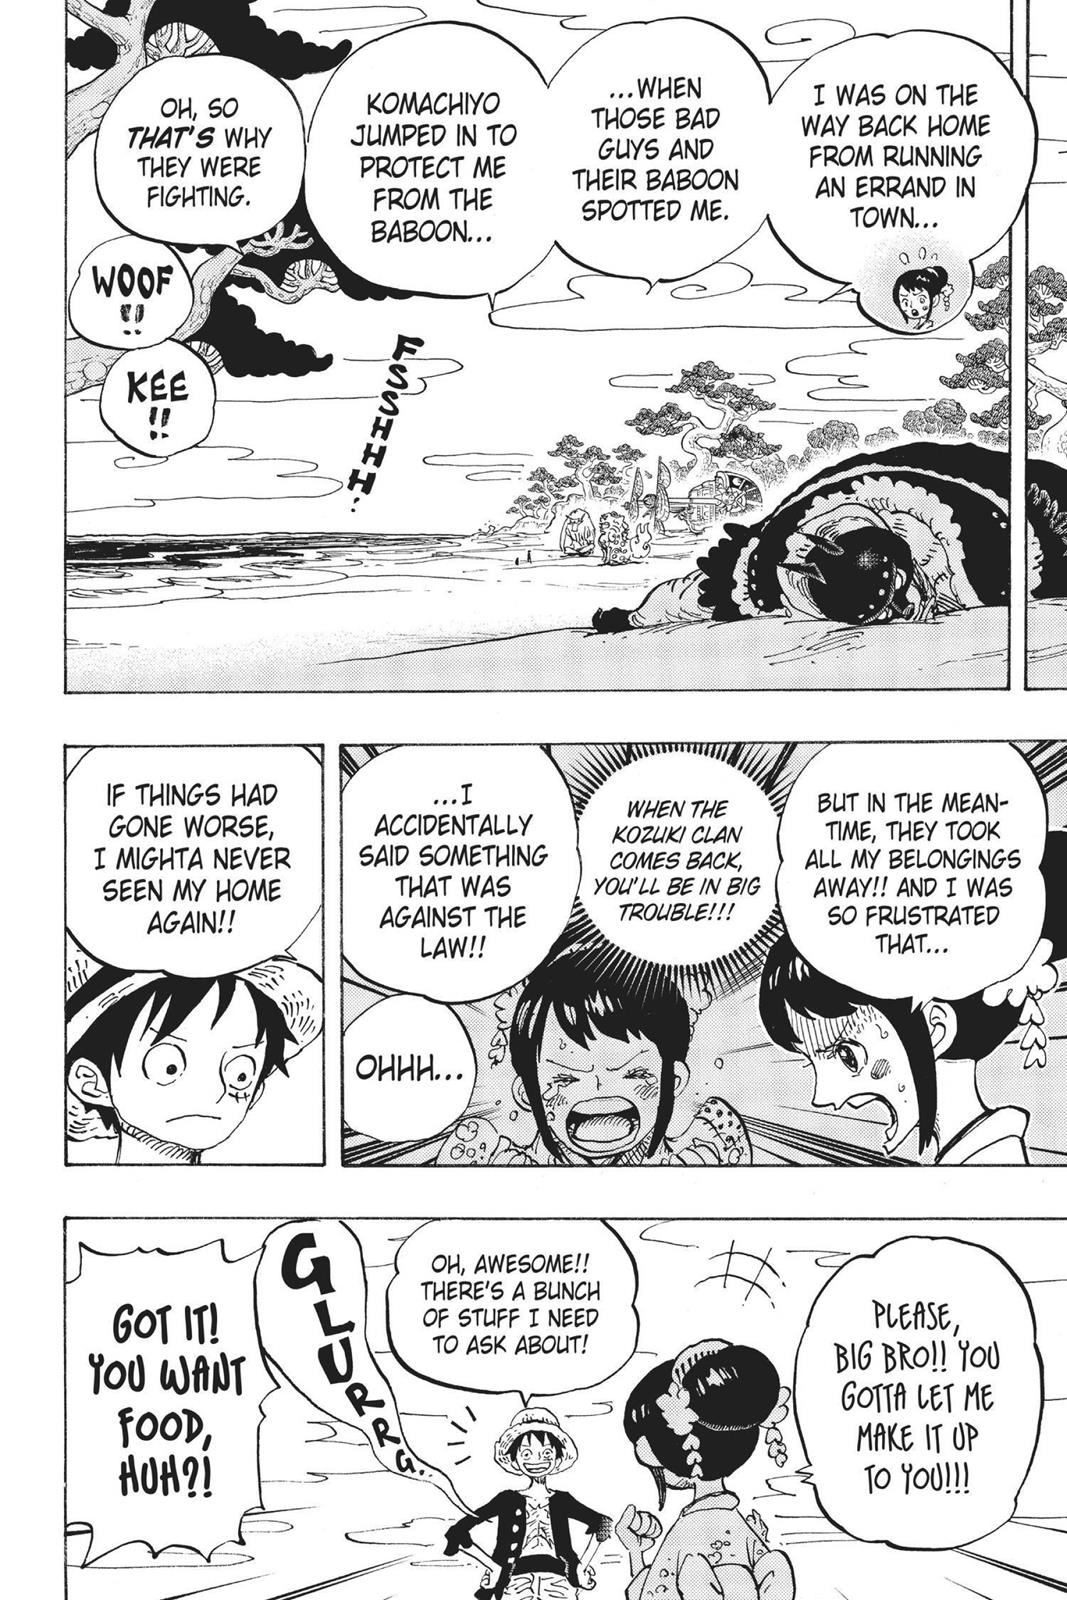 I WAS ON THE
WAY BACK HOME
FROM RUNNING
AN ERRAND IN
TOWN...
...WHEN
THOSE BAD
GUYS AND
THEIR BABOON
SPOTTED ME.
KOMACHIYO
JUMPED IN TO
PROTECT ME
FROM THE
BABOON...
OH, SO
THAT'S WHY
THEY WERE
FIGHTING.
WOOF
!!
KEE
!!
FSSHHH.
BUT IN THE MEAN-
TIME, THEY TOOK
ALL MY BELONGINGS
AWAY!! AND I WAS
SO FRUSTRATED
THAT...
WHEN THE
KOZUKI CLAN
COMES BACK,
YOU'LL BE IN BIG
TROUBLE!!!
...I
ACCIDENTALLY
SAID SOMETHING
THAT WAS
AGAINST THE
LAW!!
OHHH...
IF THINGS HAD
GONE WORSE,
I MIGHTA NEVER
SEEN MY HOME
AGAIN!!
PLEASE,
BIG BRO!! YOU
GOTTA LET ME
MAKE IT UP
TO YOU!!!
OH, AWESOME!!
THERE'S A BUNCH
OF STUFF I NEED
TO ASK ABOUT!
GLURRG..
GOT IT!
YOU WANT
FOOD,
HUH?!